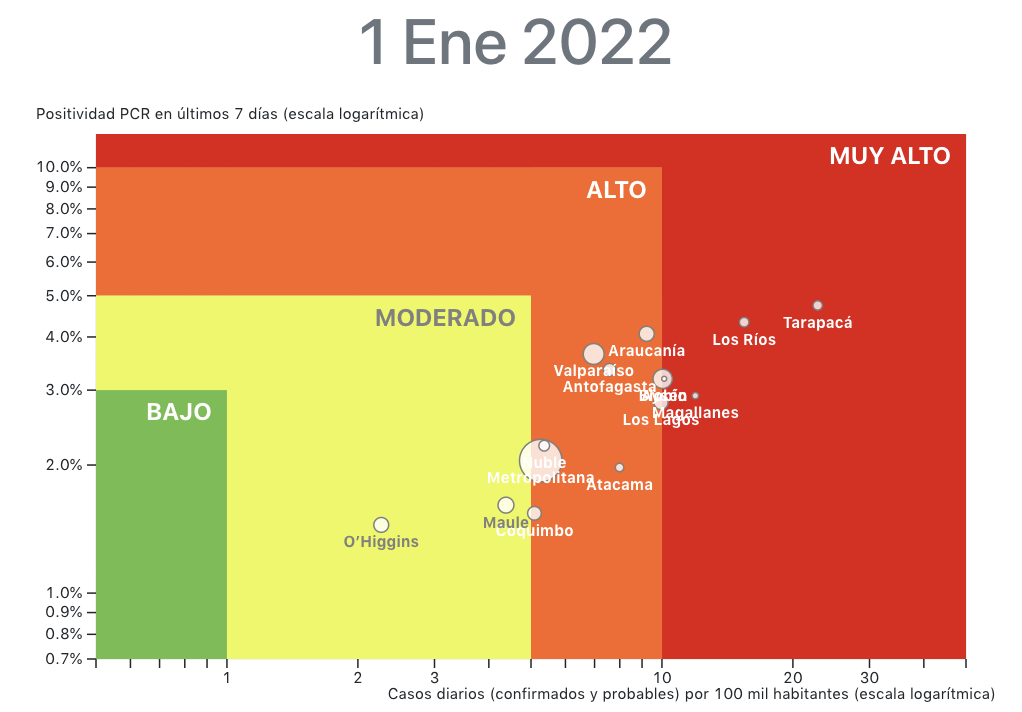 1 Ene 2022
Positividad PCR en últimos 7 días (escala logarítmica)
MUY ALTO
10.0%
ALTO
9.0%
8.0%
7.0%
6.0%
5.0%
MODERADO
4.0%
Tarapacá
Los Ríos
Araucanía
Valparaíso
Antofagasta
3.0%
BAJO
Magallanes
Los Lagos
2.0%
Ñuble
Metropolitana
Atacama
Maule
Coquimbo
O’Higgins
1.0%
0.9%
0.8%
0.7%
1 2 3 10 20 30
Casos diarios (confirmados y probables) por 100 mil habitantes (escala logarítmica)